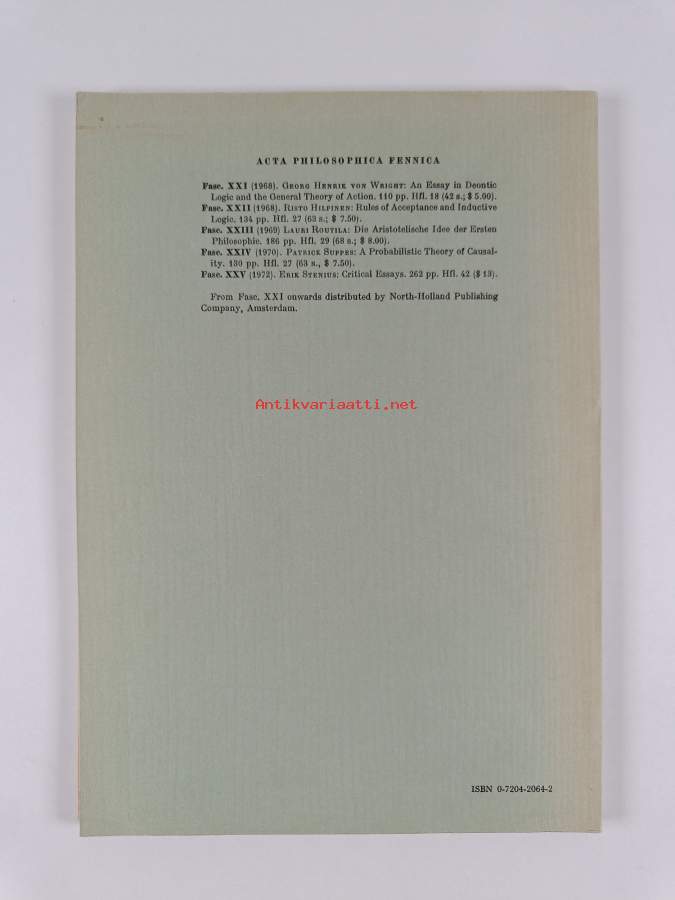 ACTA PHILOSOPHICA FENNICA
Fasc. XXI (1968). GEORG HENRIK VON WRIGHT: An Essay in Deontic
Logic and the General Theory of Action. 110 pp. Hfl. 18 (42 s.; $ 5.00).
Fasc. XXII (1968). RISTO HILPINEN: Rules of Acceptance and Inductive
Logic. 134 pp. Hfl. 27 (63 s.; $ 7.50).
Fasc. XXIII (1969) LAURI ROUTILA: Die Aristotelische Idee der Ersten
Philosophie. 186 pp. Hfl. 29 (68 s.; $ 8.00).
Fasc. XXIV (1970). PATRICK SUPPES: A Probabilistic Theory of Causal-
ity. 130 pp. Hfl. 27 (63 s., $ 7.50).
Fasc. XXV (1972). ERIK STENIUS: Critical Essays. 262 pp. Hfl. 42 ($ 13).
From Fasc. XXI onwards distributed by North-Holland Publishing
Company, Amsterdam.
Antikvariaatti.net
ISBN 0-7204-2064-2